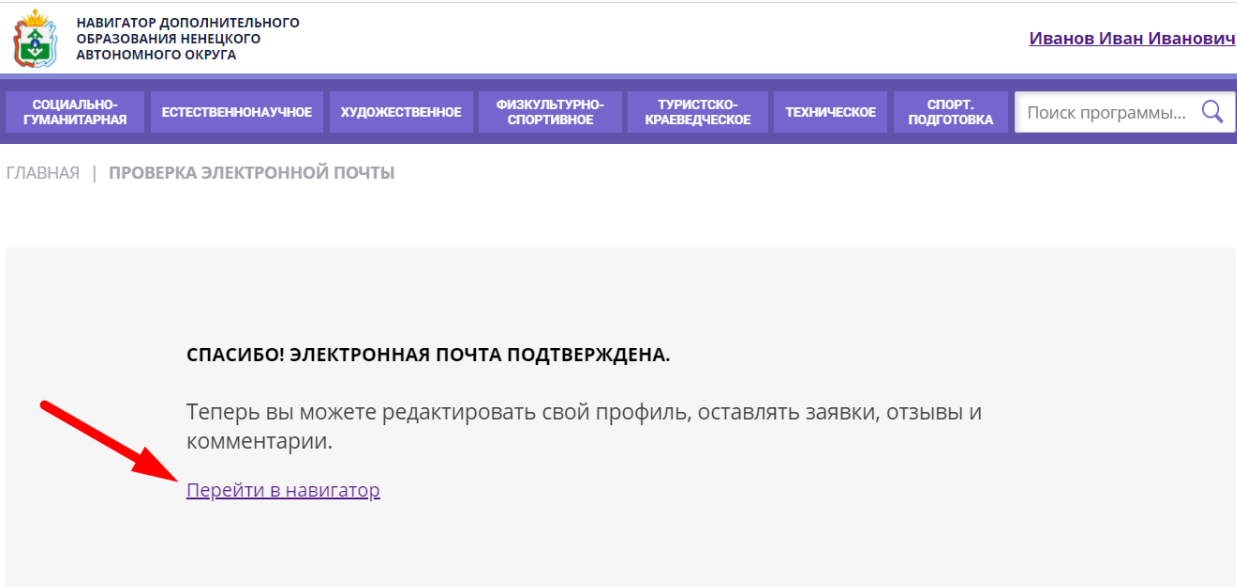 НАВИГАТОР ДОПОЛНИТЕЛЬНОГО
ОБРАЗОВАНИЯ НЕНЕЦКОГО
АВТОНОМНОГО ОКРУГА
Иванов Иван Иванович
СОЦИАЛЬНО-
ГУМАНИТАРНАЯ
ЕСТЕСТВЕННОНАУЧНОЕ
ХУДОЖЕСТВЕННОЕ
ФИЗКУЛЬТУРНО-
СПОРТИВНОЕ
ТУРИСТСКО-
КРАЕВЕДЧЕСКОЕ
ТЕХНИЧЕСКОЕ
СПОРТ.
ПОДГОТОВКА
Поиск программы...
ГЛАВНАЯ | ПРОВЕРКА ЭЛЕКТРОННОЙ ПОЧТЫ
СПАСИБО! ЭЛЕКТРОННАЯ ПОЧТА ПОДТВЕРЖДЕНА.
Теперь вы можете редактировать свой профиль, оставлять заявки, отзывы и
комментарии.
Перейти в навигатор